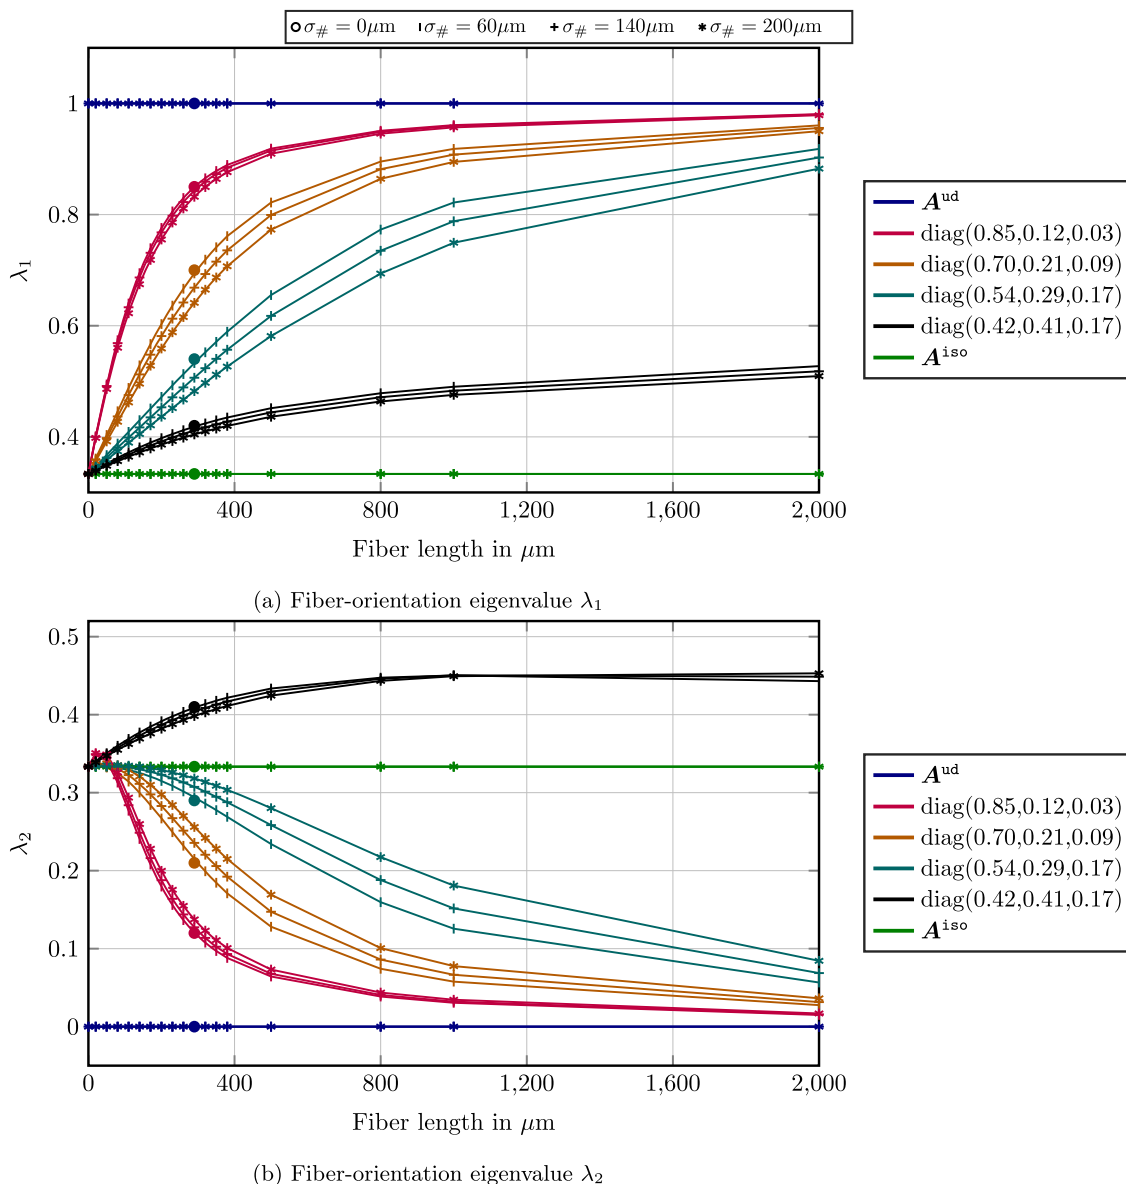 σ# = 0μm σ# = 60μm σ# = 140μm σ# = 200μm
1
0.8
0.6
0.4
λ1
0 400 800 1,200 1,600 2,000
Fiber length in μm
A^ud
diag(0.85,0.12,0.03)
diag(0.70,0.21,0.09)
diag(0.54,0.29,0.17)
diag(0.42,0.41,0.17)
A^iso
(a) Fiber-orientation eigenvalue λ1
0.5
0.4
0.3
0.2
0.1
0
λ2
0 400 800 1,200 1,600 2,000
Fiber length in μm
A^ud
diag(0.85,0.12,0.03)
diag(0.70,0.21,0.09)
diag(0.54,0.29,0.17)
diag(0.42,0.41,0.17)
A^iso
(b) Fiber-orientation eigenvalue λ2